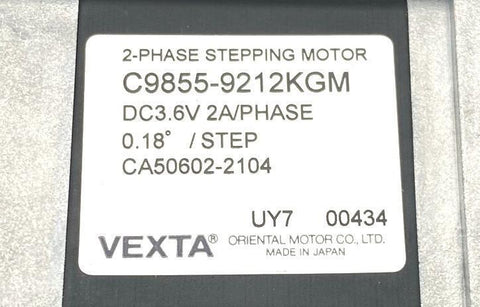 2-PHASE STEPPING MOTOR
C9855-9212KGM
DC3.6V 2A/PHASE
0.18° /STEP
CA50602-2104
UY7 00434
VEXTA® ORIENTAL MOTOR CO., LTD.
MADE IN JAPAN